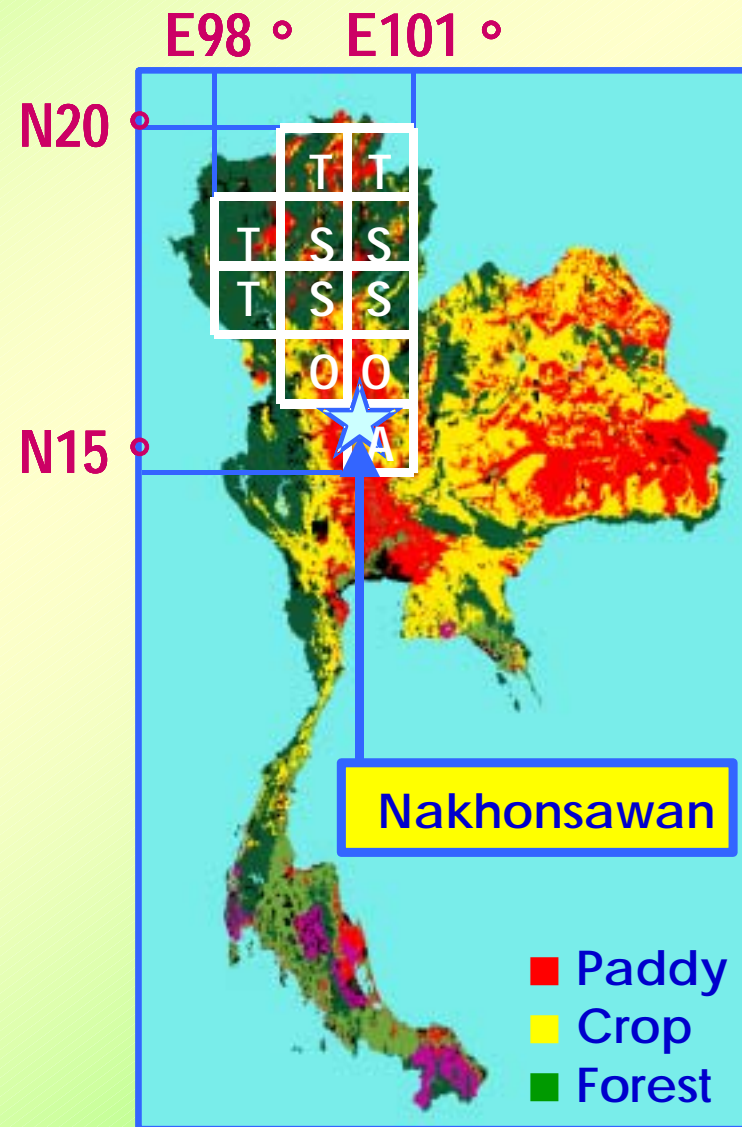 E98 ° E101 °
N20
T T
T S S
T S S
O O
N15
A
Nakhonsawan
Paddy
Crop
Forest